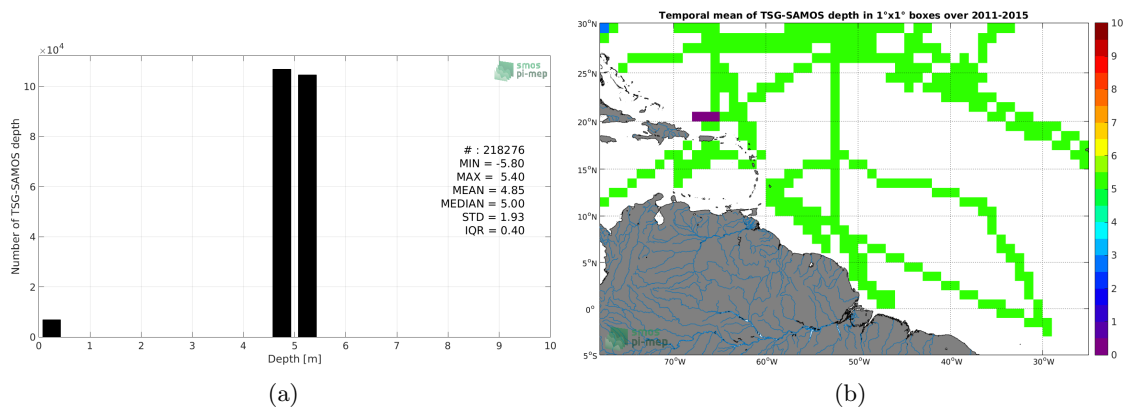 ×10⁴
10
8
6
4
2
0
0 1 2 3 4 5 6 7 8 9 10
Number of TSG-SAMOS depth
Depth [m]
smos
pi-mep
# : 218276
MIN = -5.80
MAX = 5.40
MEAN = 4.85
MEDIAN = 5.00
STD = 1.93
IQR = 0.40
(a)
Temporal mean of TSG-SAMOS depth in 1°x1° boxes over 2011-2015
30°N
25°N
20°N
15°N
10°N
5°N
0°
5°S
70°W 60°W 50°W 40°W 30°W
smos
pi-mep
10
9
8
7
6
5
4
3
2
1
0
(b)